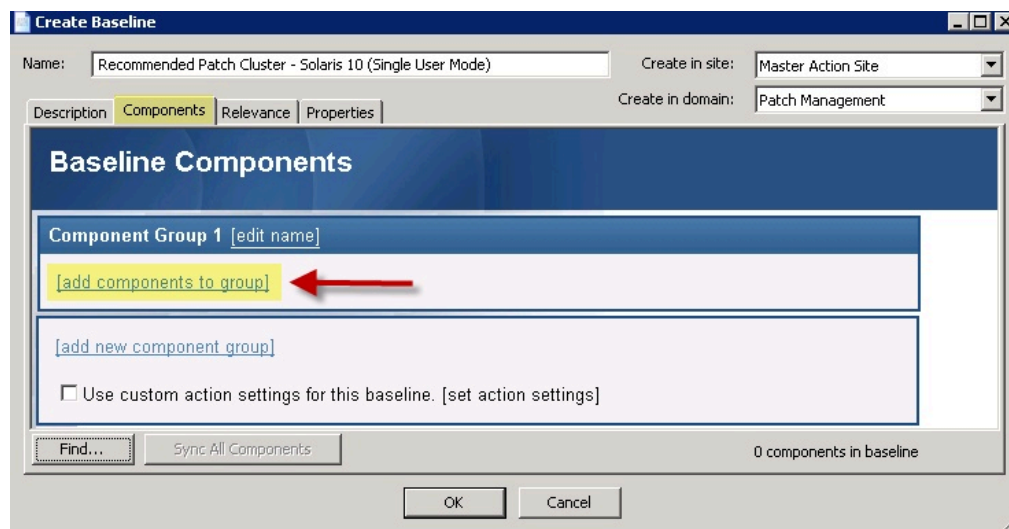 Create Baseline
Name: Recommended Patch Cluster - Solaris 10 (Single User Mode) Create in site: Master Action Site
Create in domain: Patch Management
Description Components Relevance Properties
Baseline Components
Component Group 1 [edit name]
[add components to group]
[add new component group]
Use custom action settings for this baseline. [set action settings]
Find... Sync All Components 0 components in baseline
OK Cancel